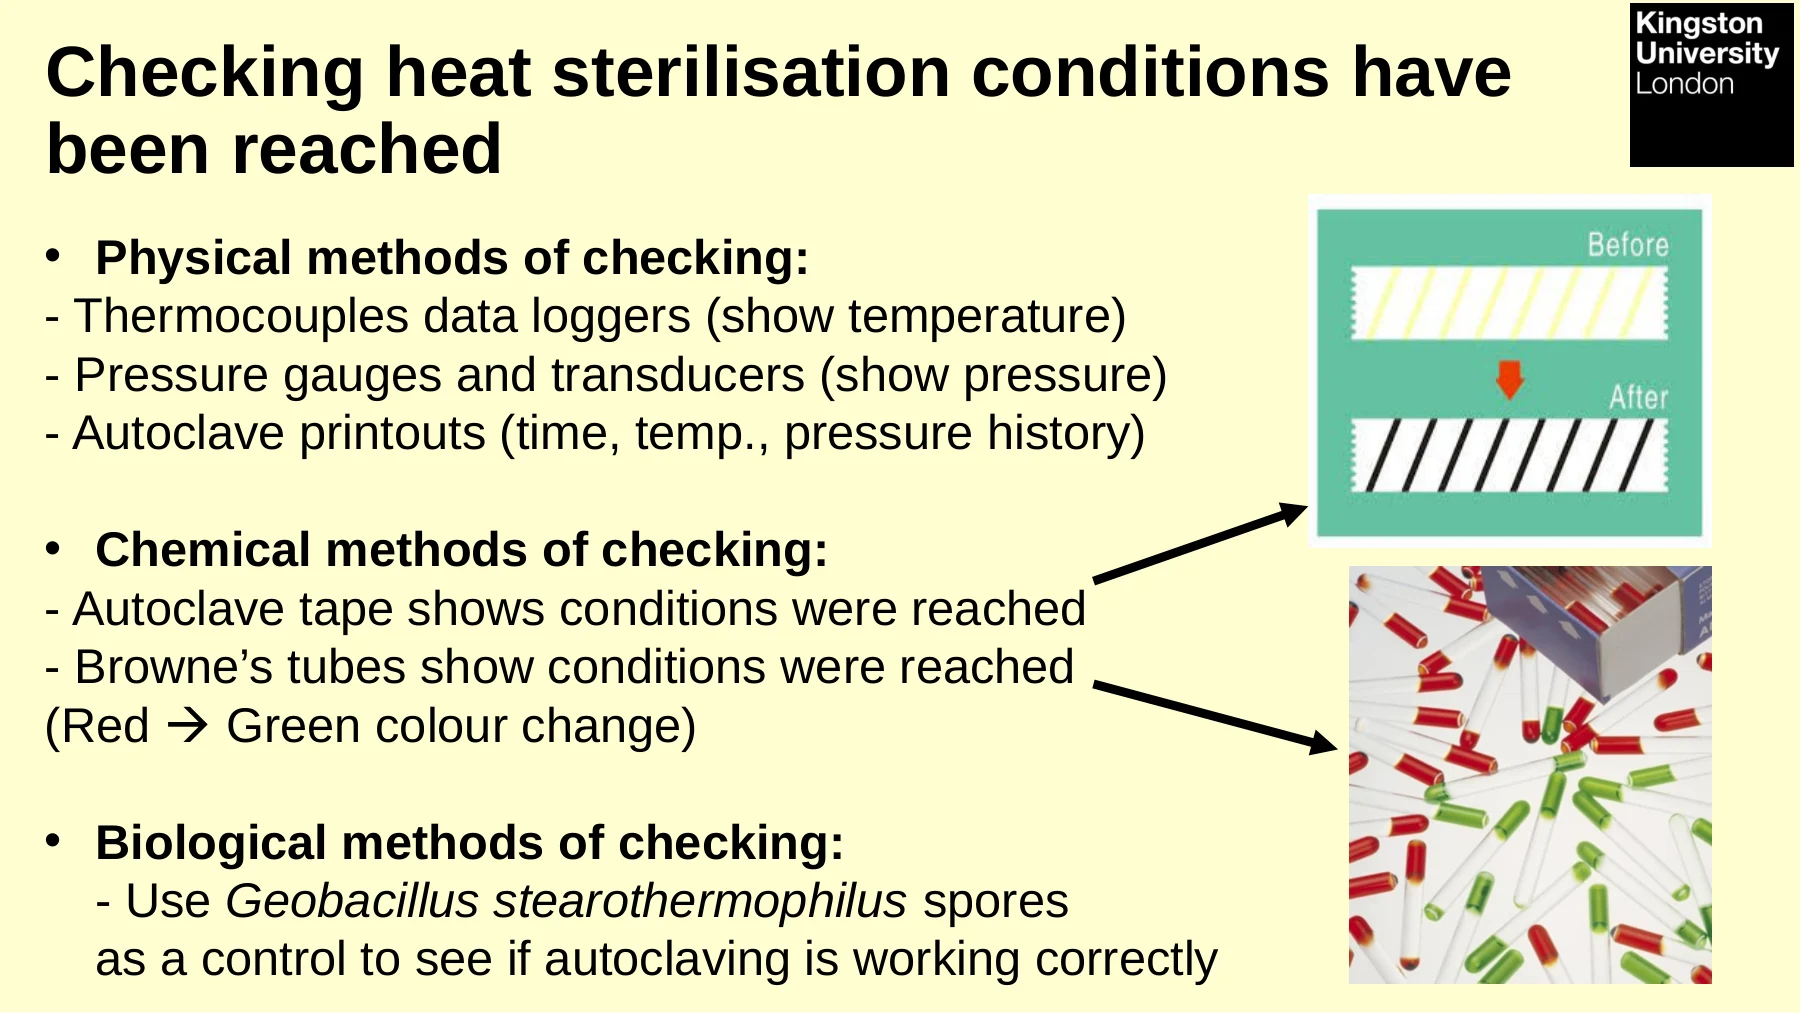 Checking heat sterilisation conditions have
been reached
Kingston
University
London
• Physical methods of checking:
- Thermocouples data loggers (show temperature)
- Pressure gauges and transducers (show pressure)
- Autoclave printouts (time, temp., pressure history)
• Chemical methods of checking:
- Autoclave tape shows conditions were reached
- Browne’s tubes show conditions were reached
(Red → Green colour change)
• Biological methods of checking:
- Use Geobacillus stearothermophilus spores
as a control to see if autoclaving is working correctly
Before
After